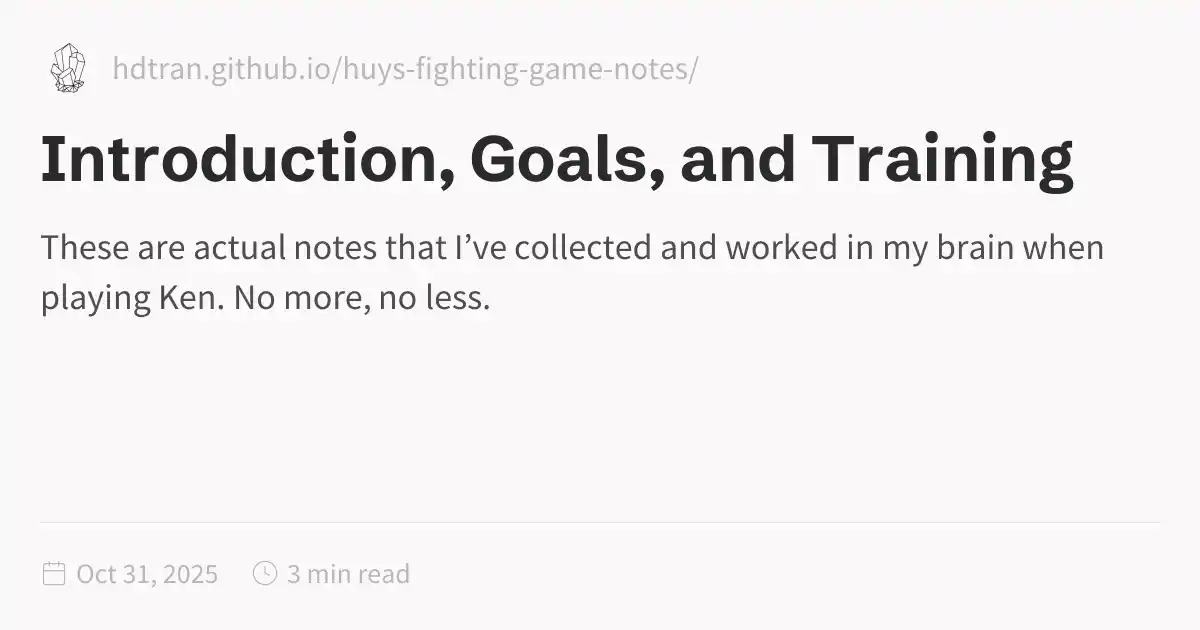 hdtran.github.io/huys-fighting-game-notes/
Introduction, Goals, and Training
These are actual notes that I’ve collected and worked in my brain when
playing Ken. No more, no less.
Oct 31, 2025 3 min read